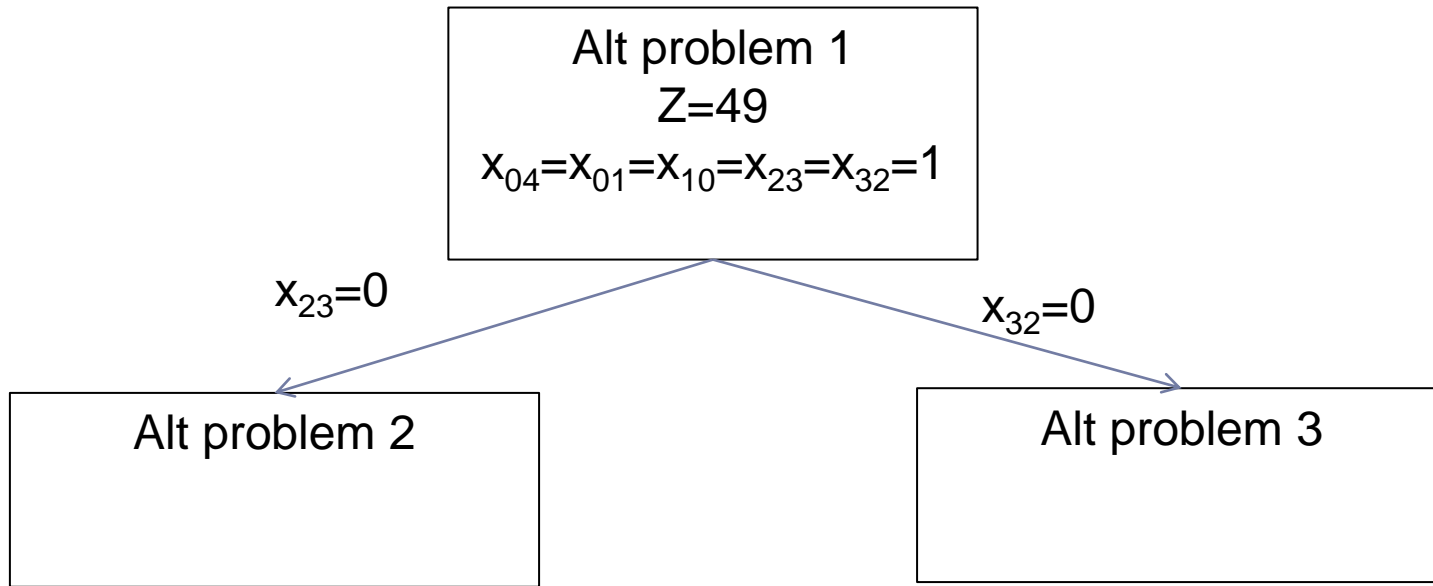 Alt problem 1
Z=49
x₀₄=x₀₁=x₁₀=x₂₃=x₃₂=1
x₂₃=0
x₃₂=0
Alt problem 2
Alt problem 3